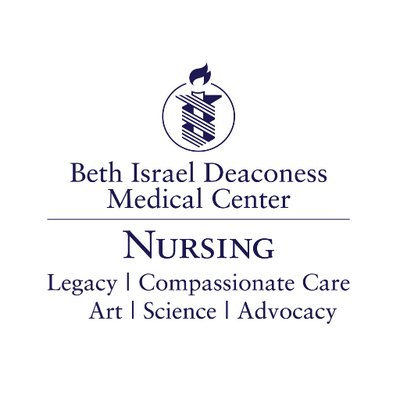 Beth Israel Deaconess
Medical Center
NURSING
Legacy | Compassionate Care
Art | Science | Advocacy